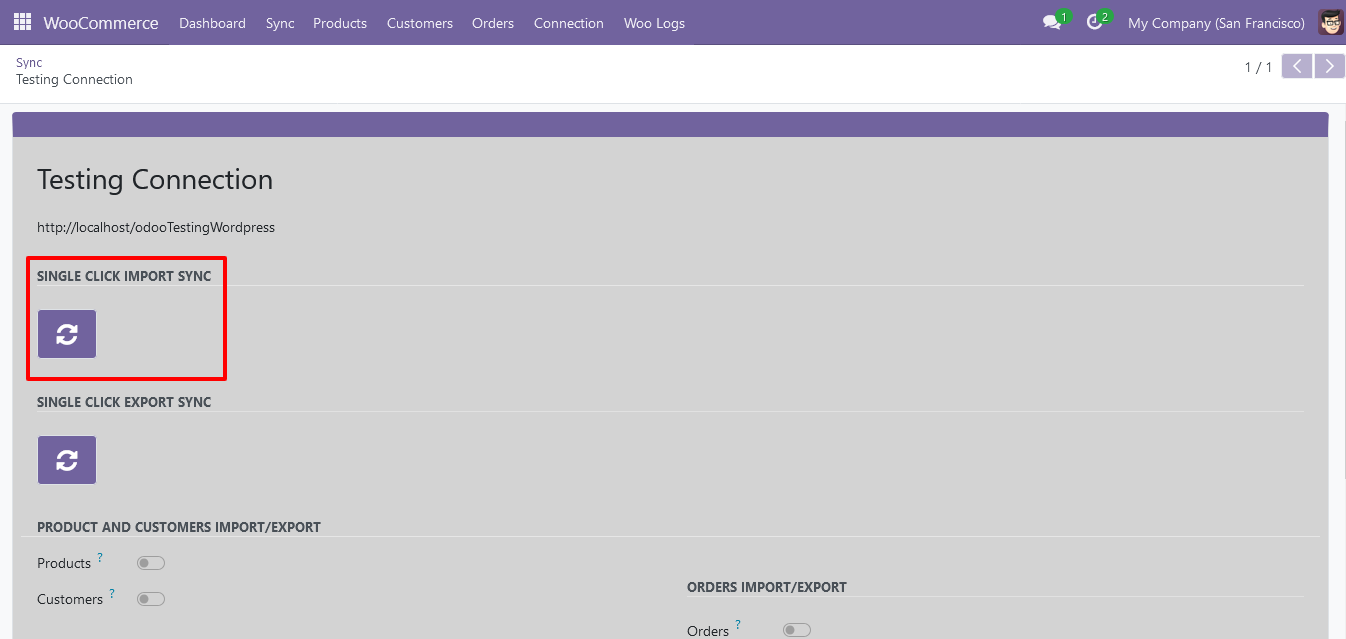 WooCommerce Dashboard Sync Products Customers Orders Connection Woo Logs 1 2 My Company (San Francisco)
Sync
Testing Connection
1 / 1
Testing Connection
http://localhost/odooTestingWordpress
SINGLE CLICK IMPORT SYNC
SINGLE CLICK EXPORT SYNC
PRODUCT AND CUSTOMERS IMPORT/EXPORT
Products ?
Customers ?
ORDERS IMPORT/EXPORT
Orders ?